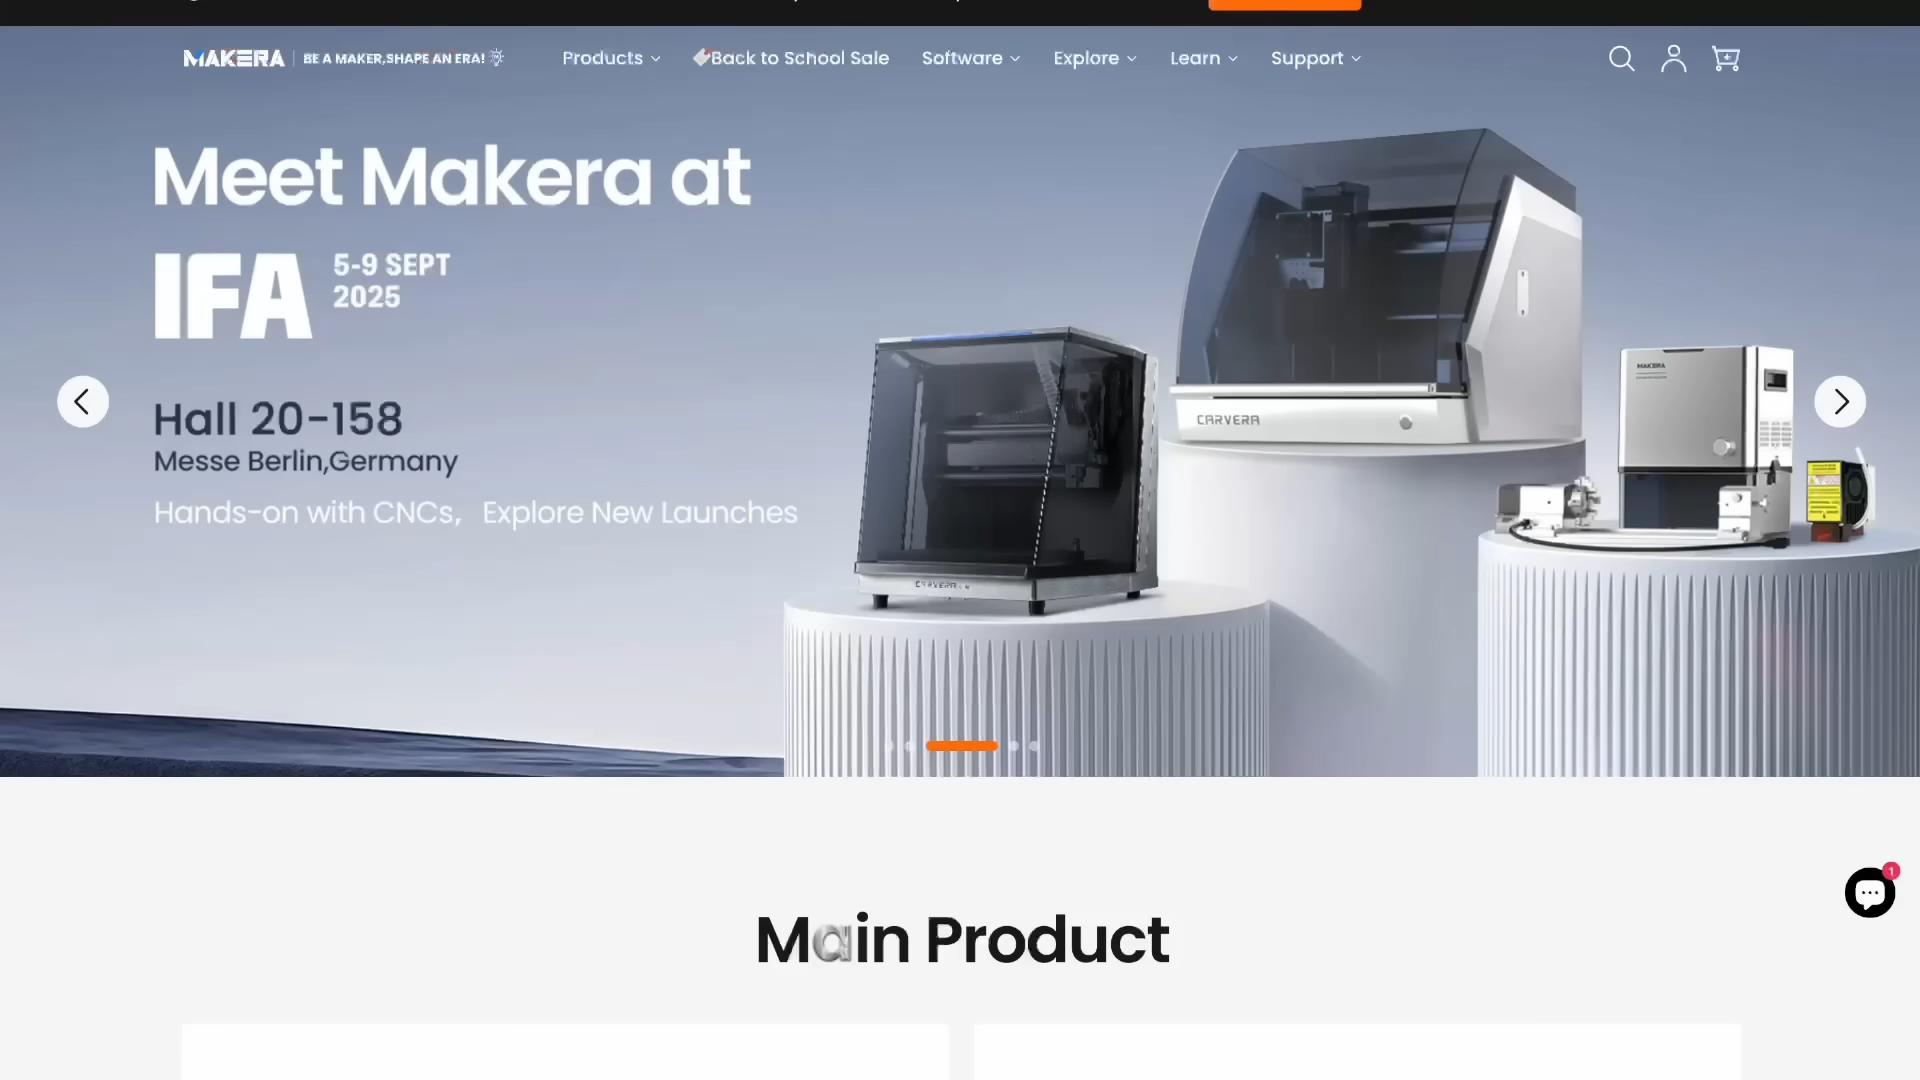 MAKERA BE A MAKER,SHAPE AN ERA!
Products Back to School Sale Software Explore Learn Support
Meet Makera at
IFA
5-9 SEPT
2025
Hall 20-158
Messe Berlin,Germany
Hands-on with CNCs, Explore New Launches
CARVERA
MAKERA
CARVERA
1
Main Product